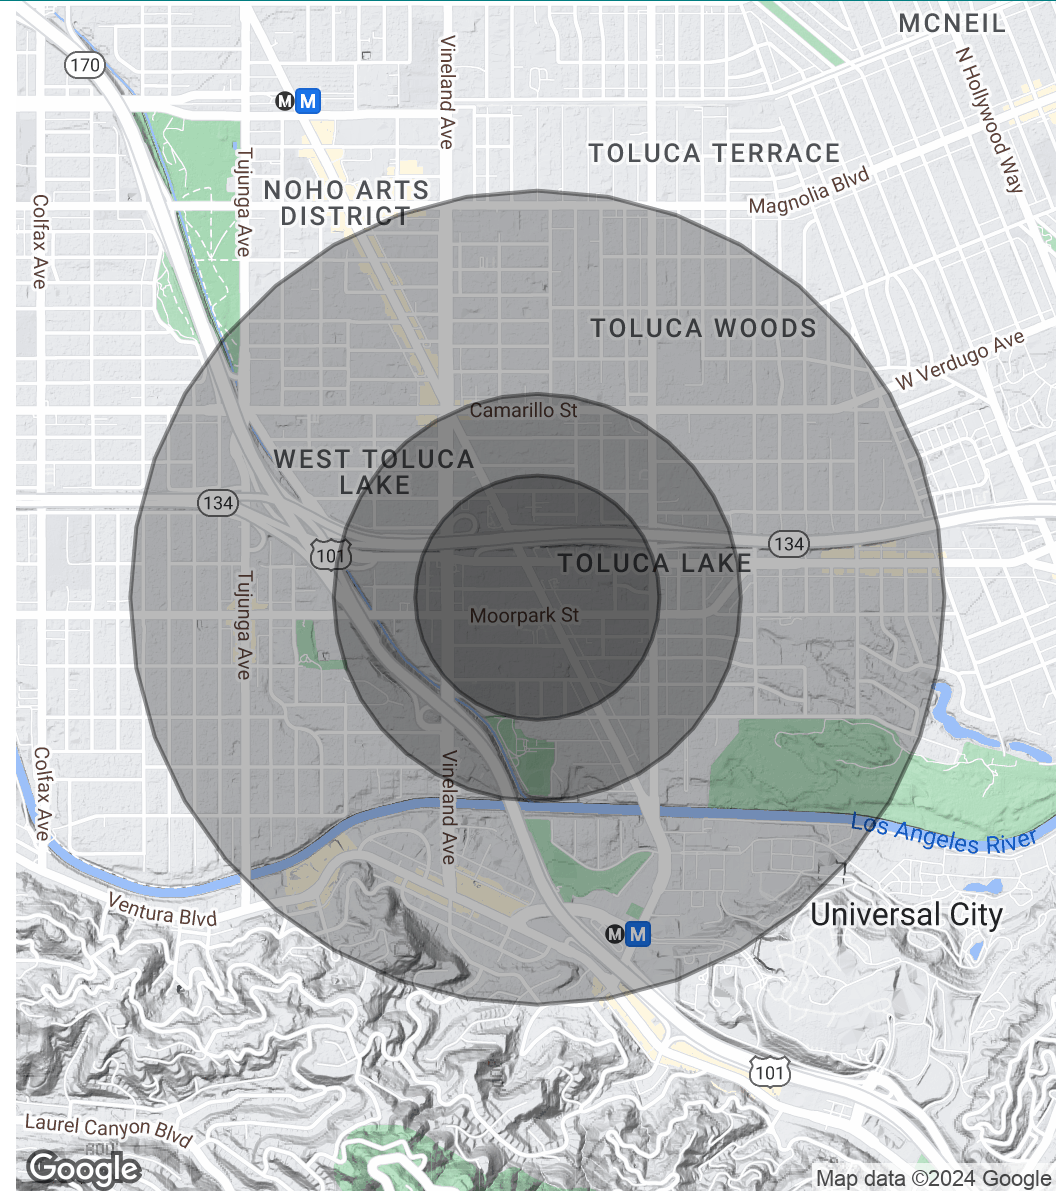 MCNEIL
170
M
M
Vineland Ave
N Hollywood Way
TOLUCA TERRACE
Tujunga Ave
NOHO ARTS
DISTRICT
Magnolia Blvd
Colfax Ave
TOLUCA WOODS
W Verdugo Ave
Camarillo St
WEST TOLUCA
LAKE
134
134
101
TOLUCA LAKE
Moorpark St
Tujunga Ave
Colfax Ave
Vineland Ave
Los Angeles River
Ventura Blvd
Universal City
M
M
101
Laurel Canyon Blvd
Google
Map data ©2024 Google